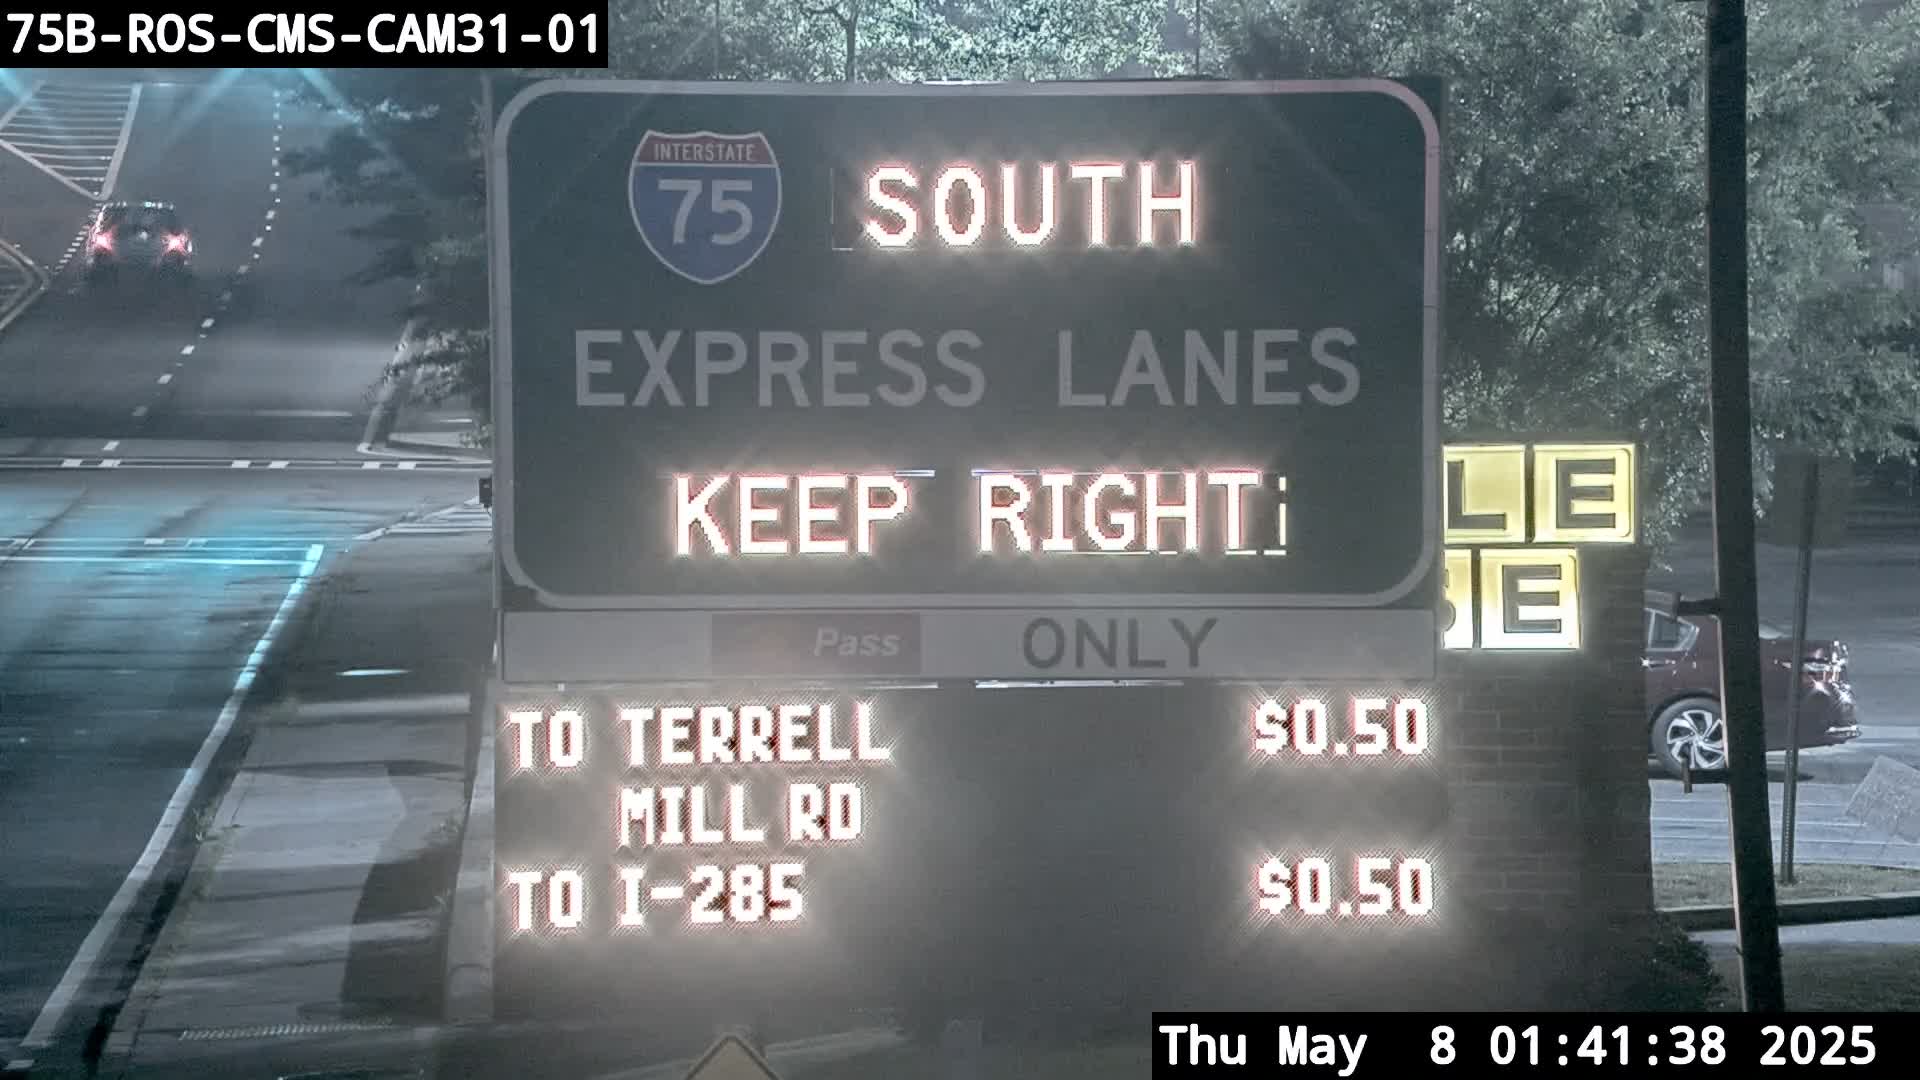 75B-ROS-CMS-CAM31-01
INTERSTATE
75
SOUTH
EXPRESS LANES
KEEP RIGHT
Pass ONLY
LE
E
TO TERRELL $0.50
MILL RD
TO I-285 $0.50
Thu May 8 01:41:38 2025